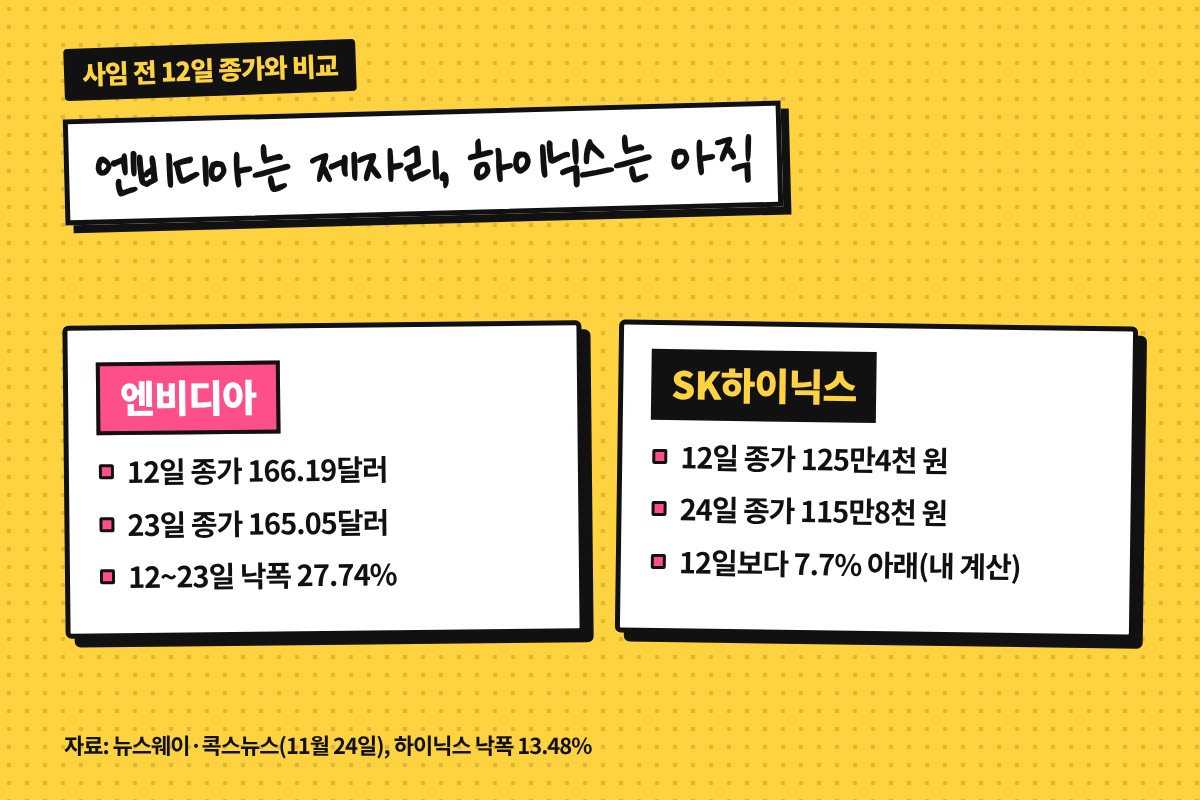 사임 전 12일 종가와 비교
엔비디아는 제자리, 하이닉스는 아직
엔비디아
12일 종가 166.19달러
23일 종가 165.05달러
12~23일 낙폭 27.74%
SK하이닉스
12일 종가 125만4천 원
24일 종가 115만8천 원
12일보다 7.7% 아래(내 계산)
자료: 뉴스웨이·콕스뉴스(11월 24일), 하이닉스 낙폭 13.48%